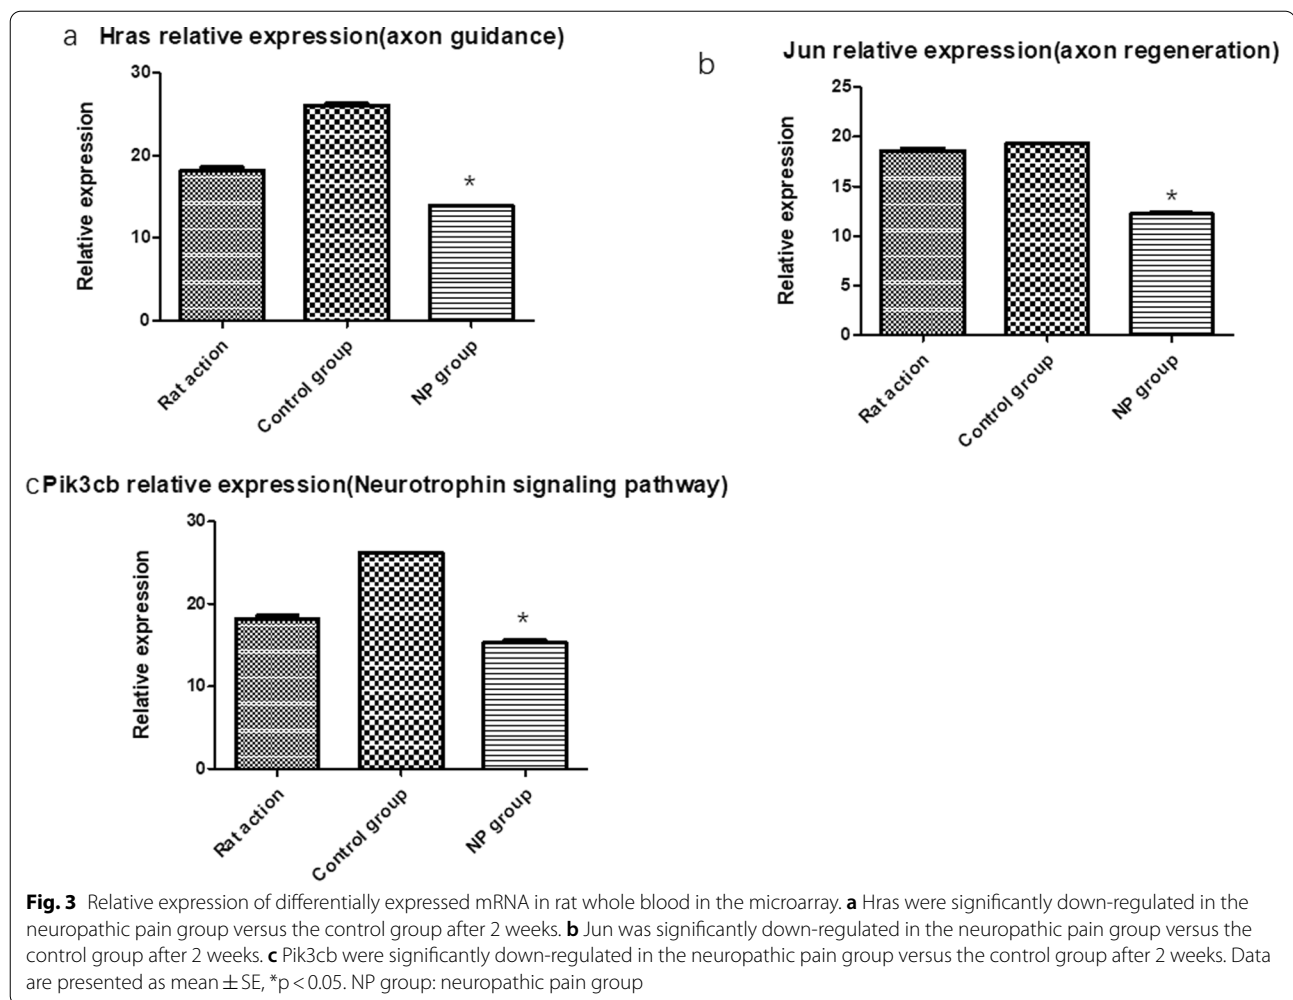 a Hras relative expression(axon guidance)
Relative expression
30
20
10
0
*
Rat action
Control group
NP group
b Jun relative expression(axon regeneration)
Relative expression
25
20
15
10
5
0
*
Rat action
Control group
NP group
c Pik3cb relative expression(Neurotrophin signaling pathway)
Relative expression
30
20
10
0
*
Rat action
Control group
NP group
Fig. 3 Relative expression of differentially expressed mRNA in rat whole blood in the microarray. a Hras were significantly down-regulated in the
neuropathic pain group versus the control group after 2 weeks. b Jun was significantly down-regulated in the neuropathic pain group versus the
control group after 2 weeks. c Pik3cb were significantly down-regulated in the neuropathic pain group versus the control group after 2 weeks. Data
are presented as mean ± SE, *p < 0.05. NP group: neuropathic pain group